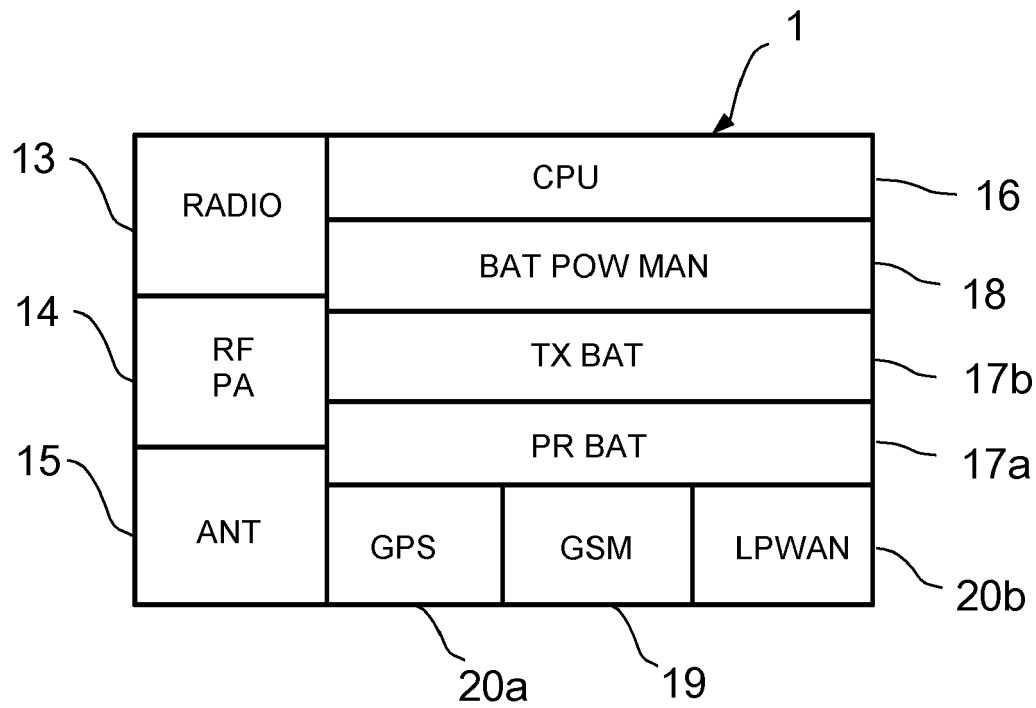 1
13
RADIO
CPU
16
BAT POW MAN
18
14
RF
PA
TX BAT
17b
15
PR BAT
17a
ANT
GPS
GSM
LPWAN
20b
20a
19